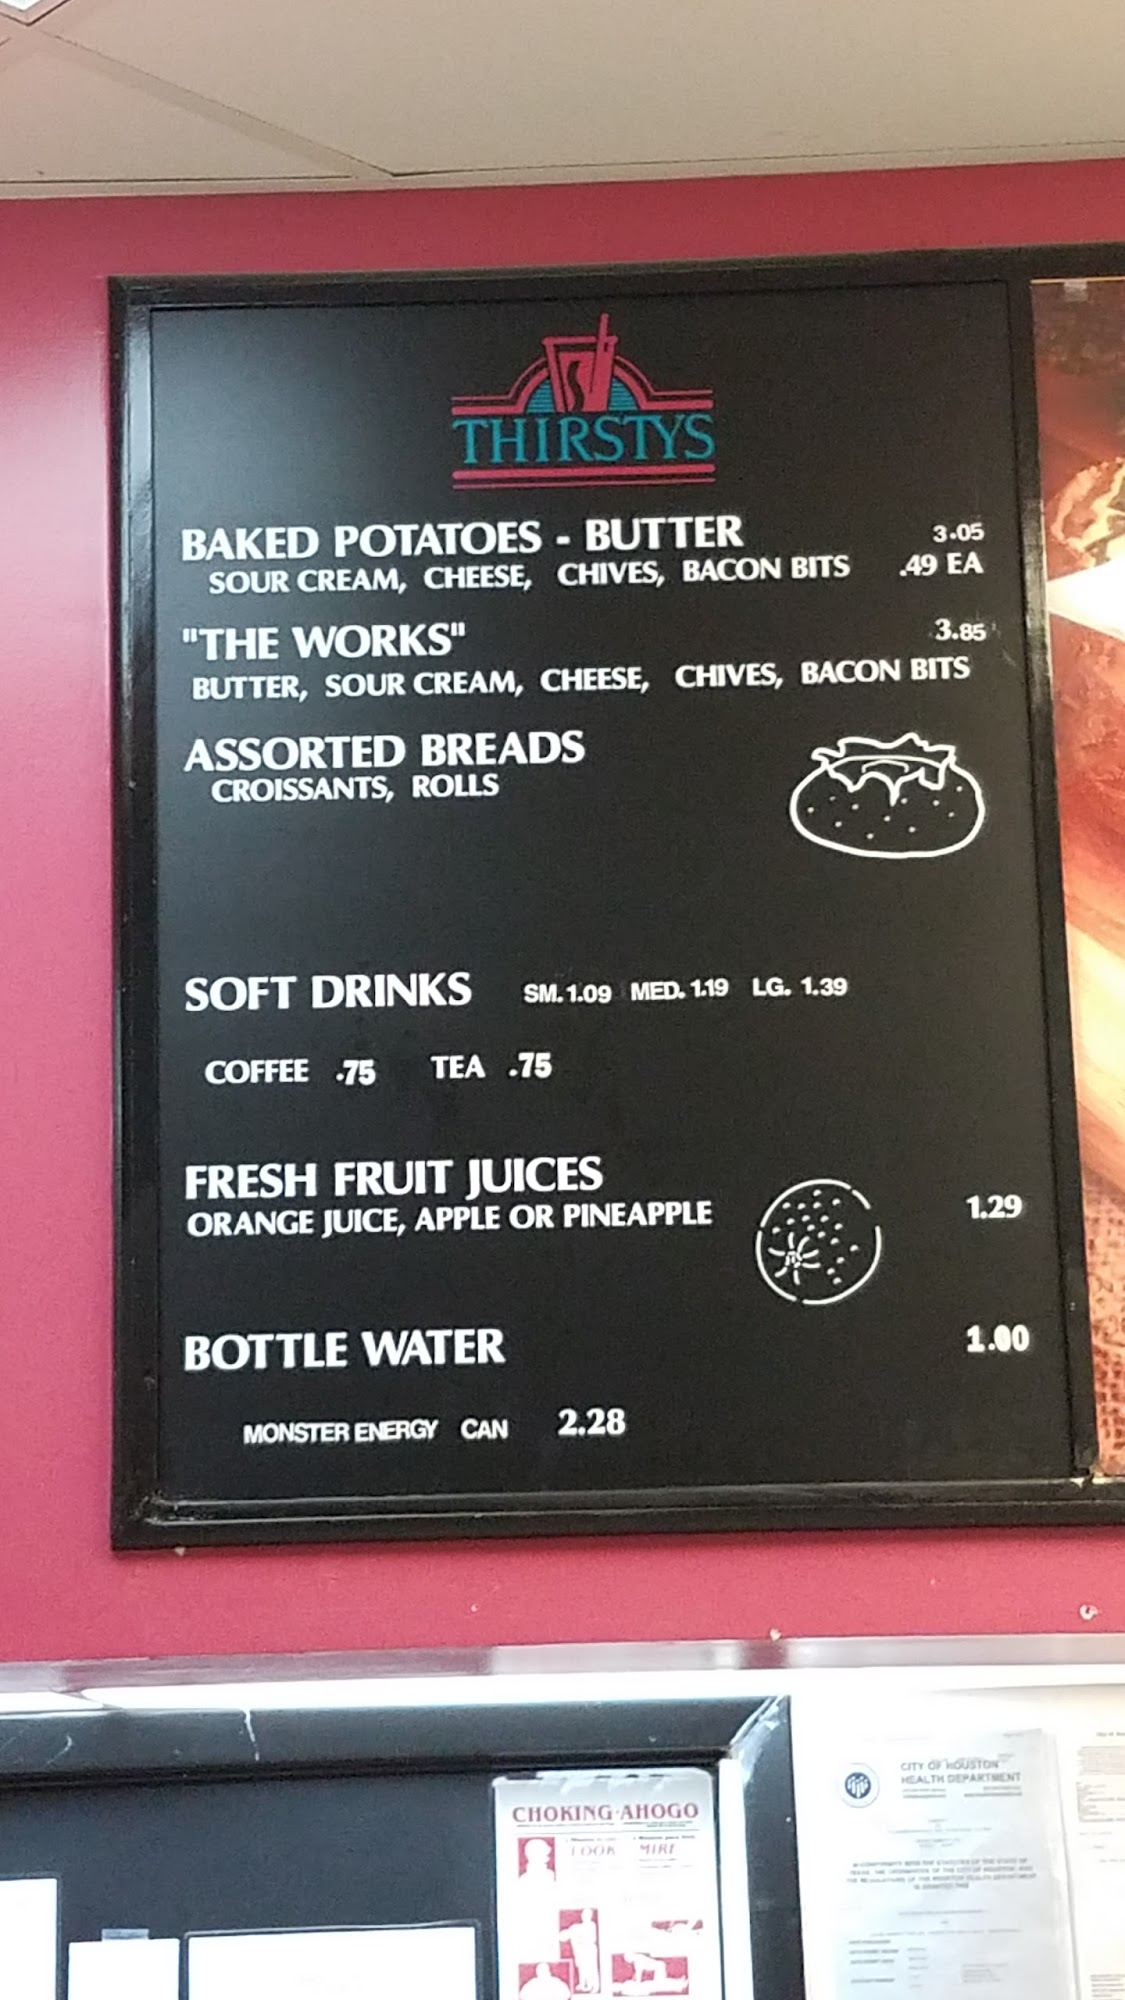 THIRSTYS
BAKED POTATOES - BUTTER 3.05
SOUR CREAM, CHEESE, CHIVES, BACON BITS .49 EA
"THE WORKS" 3.85
BUTTER, SOUR CREAM, CHEESE, CHIVES, BACON BITS
ASSORTED BREADS
CROISSANTS, ROLLS
SOFT DRINKS SM. 1.09 MED. 1.19 LG. 1.39
COFFEE .75 TEA .75
FRESH FRUIT JUICES
ORANGE JUICE, APPLE OR PINEAPPLE 1.29
BOTTLE WATER 1.00
MONSTER ENERGY CAN 2.28
CHOKING·AHOGO
LOOK MIRE
CITY OF HOUSTON
HEALTH DEPARTMENT